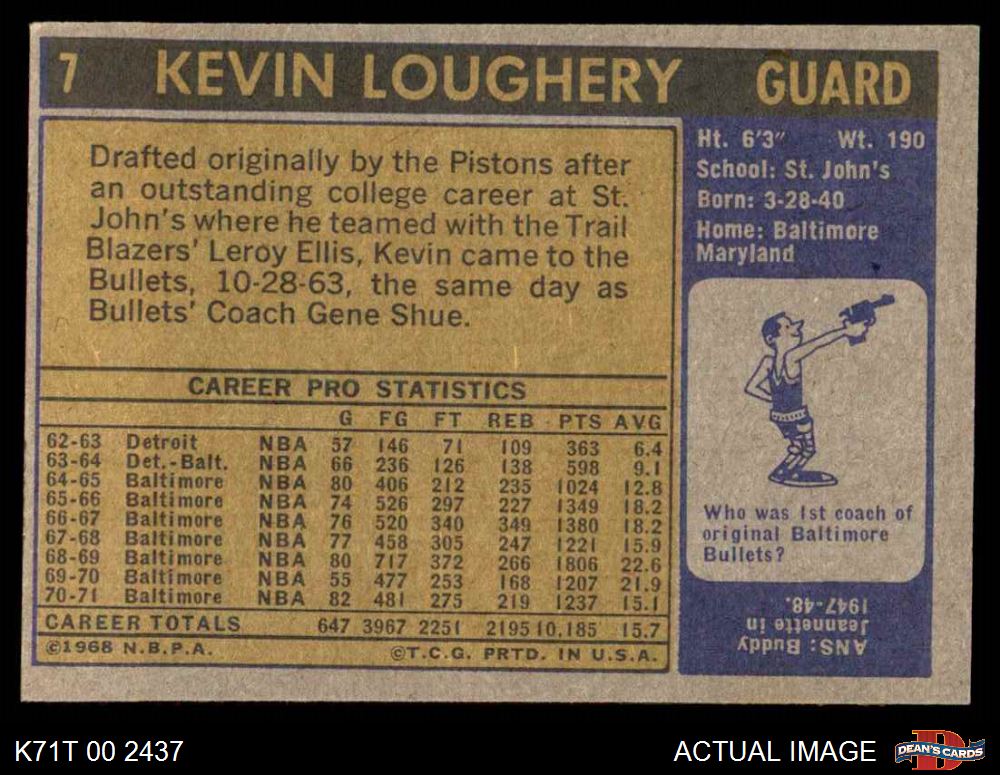 7 KEVIN LOUGHERY GUARD
Drafted originally by the Pistons after
an outstanding college career at St.
John's where he teamed with the Trail
Blazers' Leroy Ellis, Kevin came to the
Bullets, 10-28-63, the same day as
Bullets' Coach Gene Shue.
CAREER PRO STATISTICS
G FG FT REB PTS AVG
62-63 Detroit NBA 57 146 71 109 363 6.4
63-64 Det.-Balt. NBA 66 236 126 138 598 9.1
64-65 Baltimore NBA 80 406 212 235 1024 12.8
65-66 Baltimore NBA 74 526 297 227 1349 18.2
66-67 Baltimore NBA 76 520 340 349 1380 18.2
67-68 Baltimore NBA 77 458 305 247 1221 15.9
68-69 Baltimore NBA 80 717 372 266 1806 22.6
69-70 Baltimore NBA 55 477 253 168 1207 21.9
70-71 Baltimore NBA 82 481 275 219 1237 15.1
CAREER TOTALS 647 3967 2251 2195 10,185 15.7
©1968 N.B.P.A. ©T.C.G. PRTD. IN U.S.A.
Ht. 6'3" Wt. 190
School: St. John's
Born: 3-28-40
Home: Baltimore
Maryland
Who was 1st coach of
original Baltimore
Bullets?
ANS: Buddy
Jeannette in
1947-48.
K71T 00 2437 ACTUAL IMAGE
D
DEAN'S CARDS